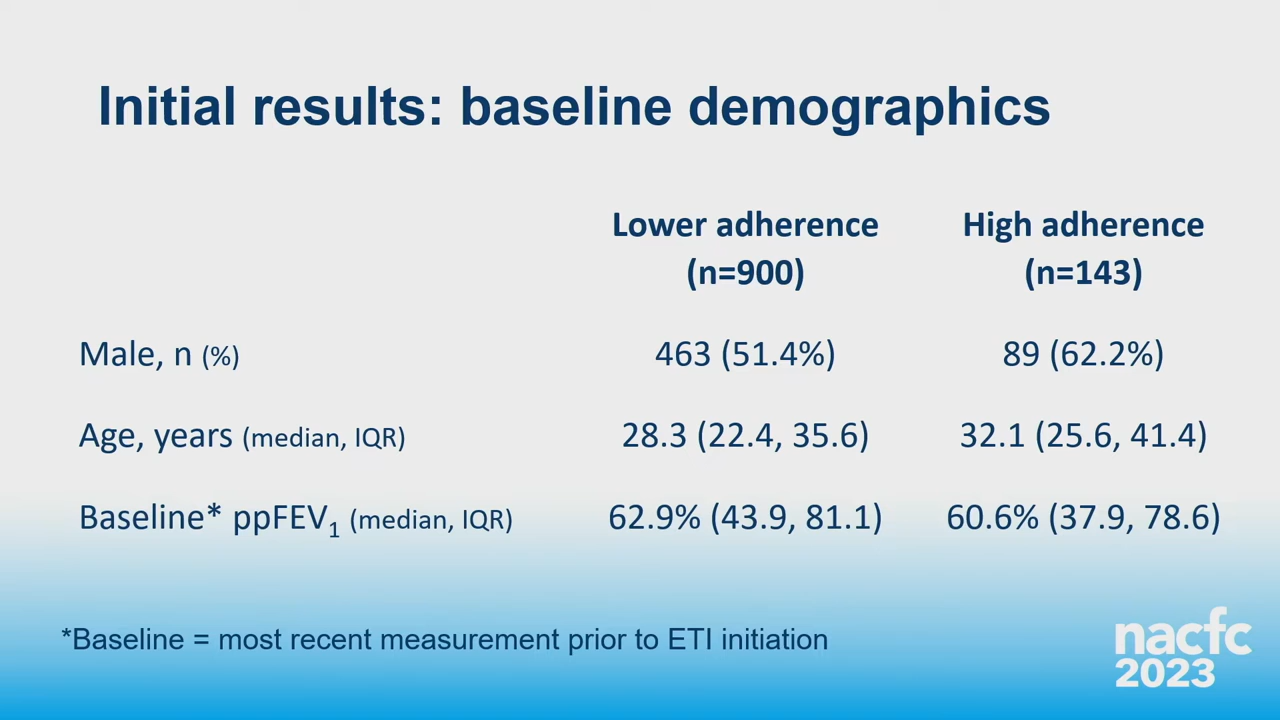 Initial results: baseline demographics
Lower adherence High adherence
(n=900) (n=143)
Male, n (%) 463 (51.4%) 89 (62.2%)
Age, years (median, IQR) 28.3 (22.4, 35.6) 32.1 (25.6, 41.4)
Baseline* ppFEV1 (median, IQR) 62.9% (43.9, 81.1) 60.6% (37.9, 78.6)
*Baseline = most recent measurement prior to ETI initiation
nacfc
2023